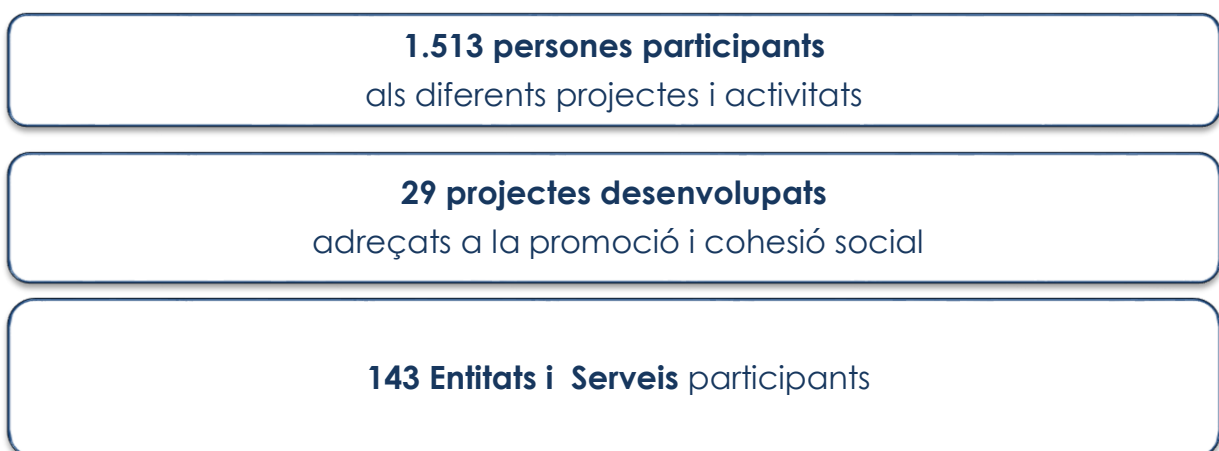 1.513 persones participants
als diferents projectes i activitats
29 projectes desenvolupats
adreçats a la promoció i cohesió social
143 Entitats i  Serveis participants